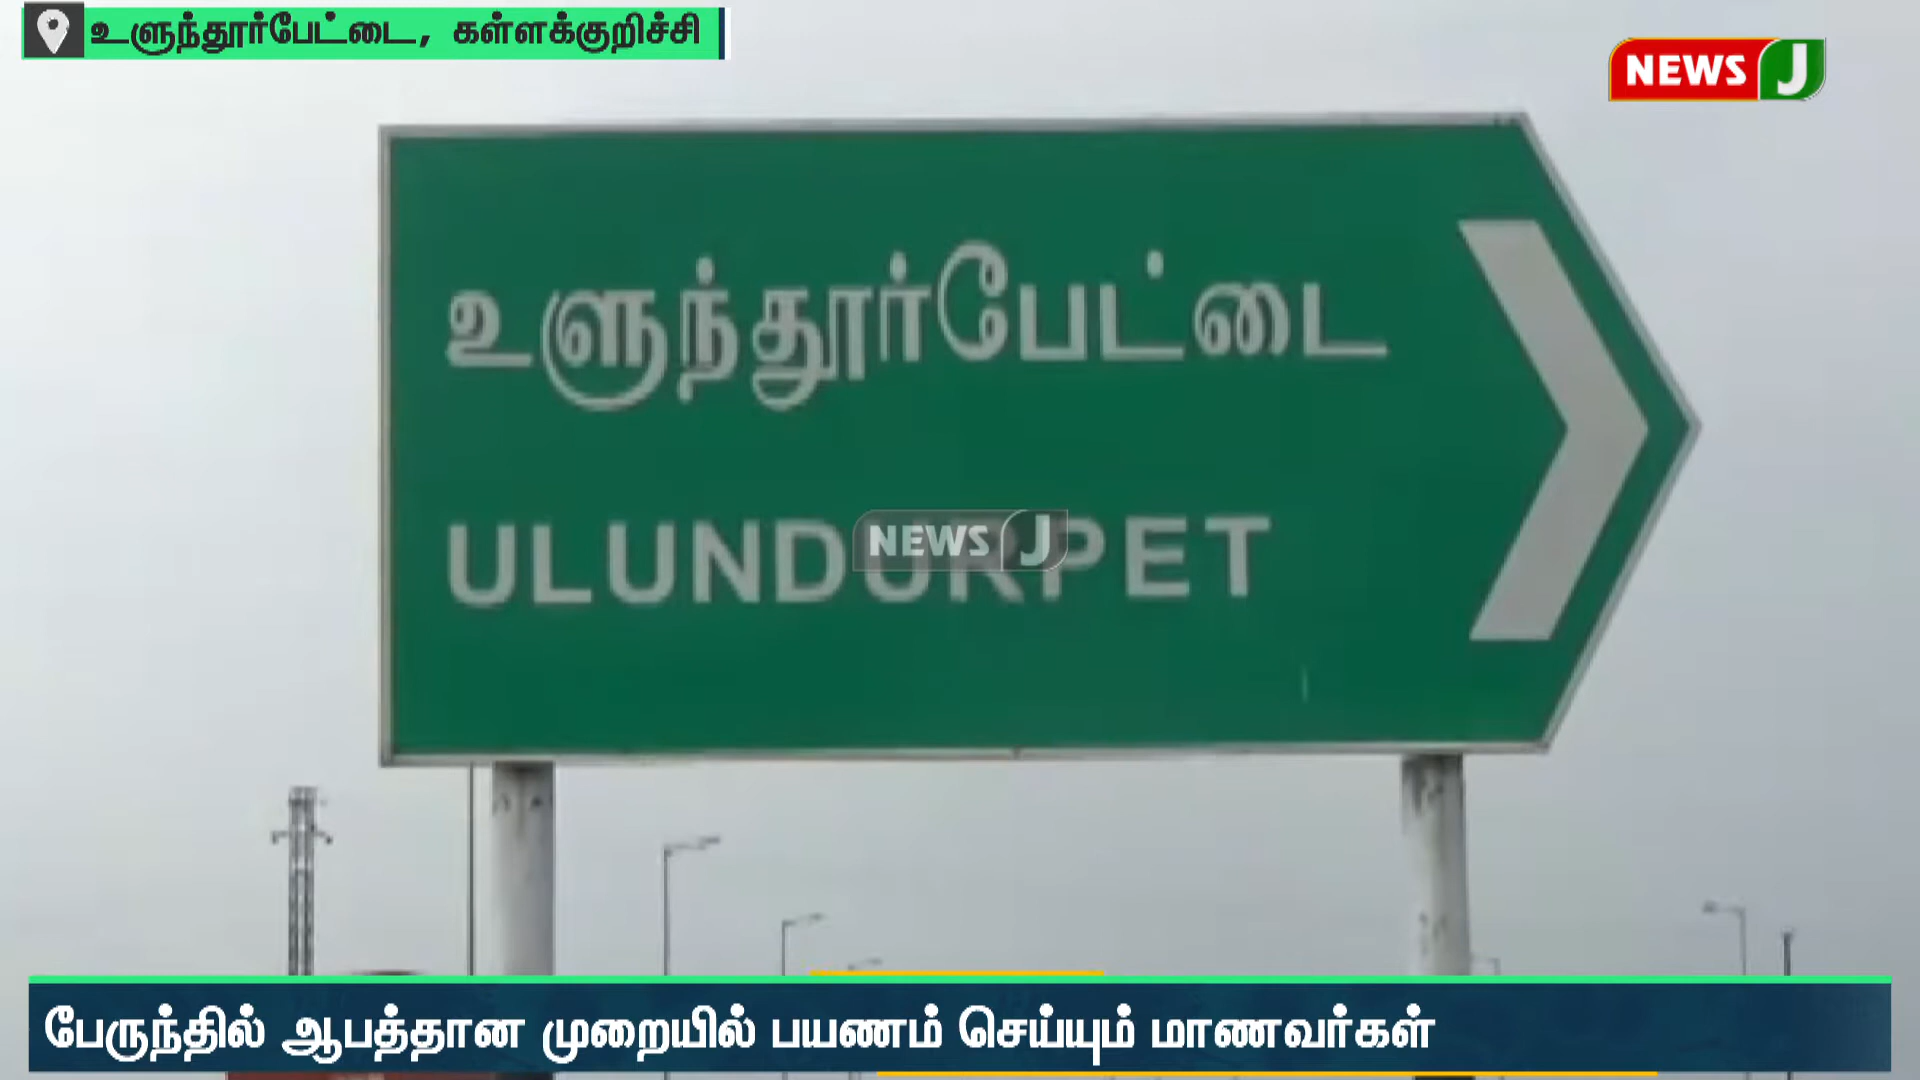 உளுந்தூர்பேட்டை, கள்ளக்குறிச்சி
NEWS J
உளுந்தூர்பேட்டை
ULUNDURPET
NEWS J
பேருந்தில் ஆபத்தான முறையில் பயணம் செய்யும் மாணவர்கள்